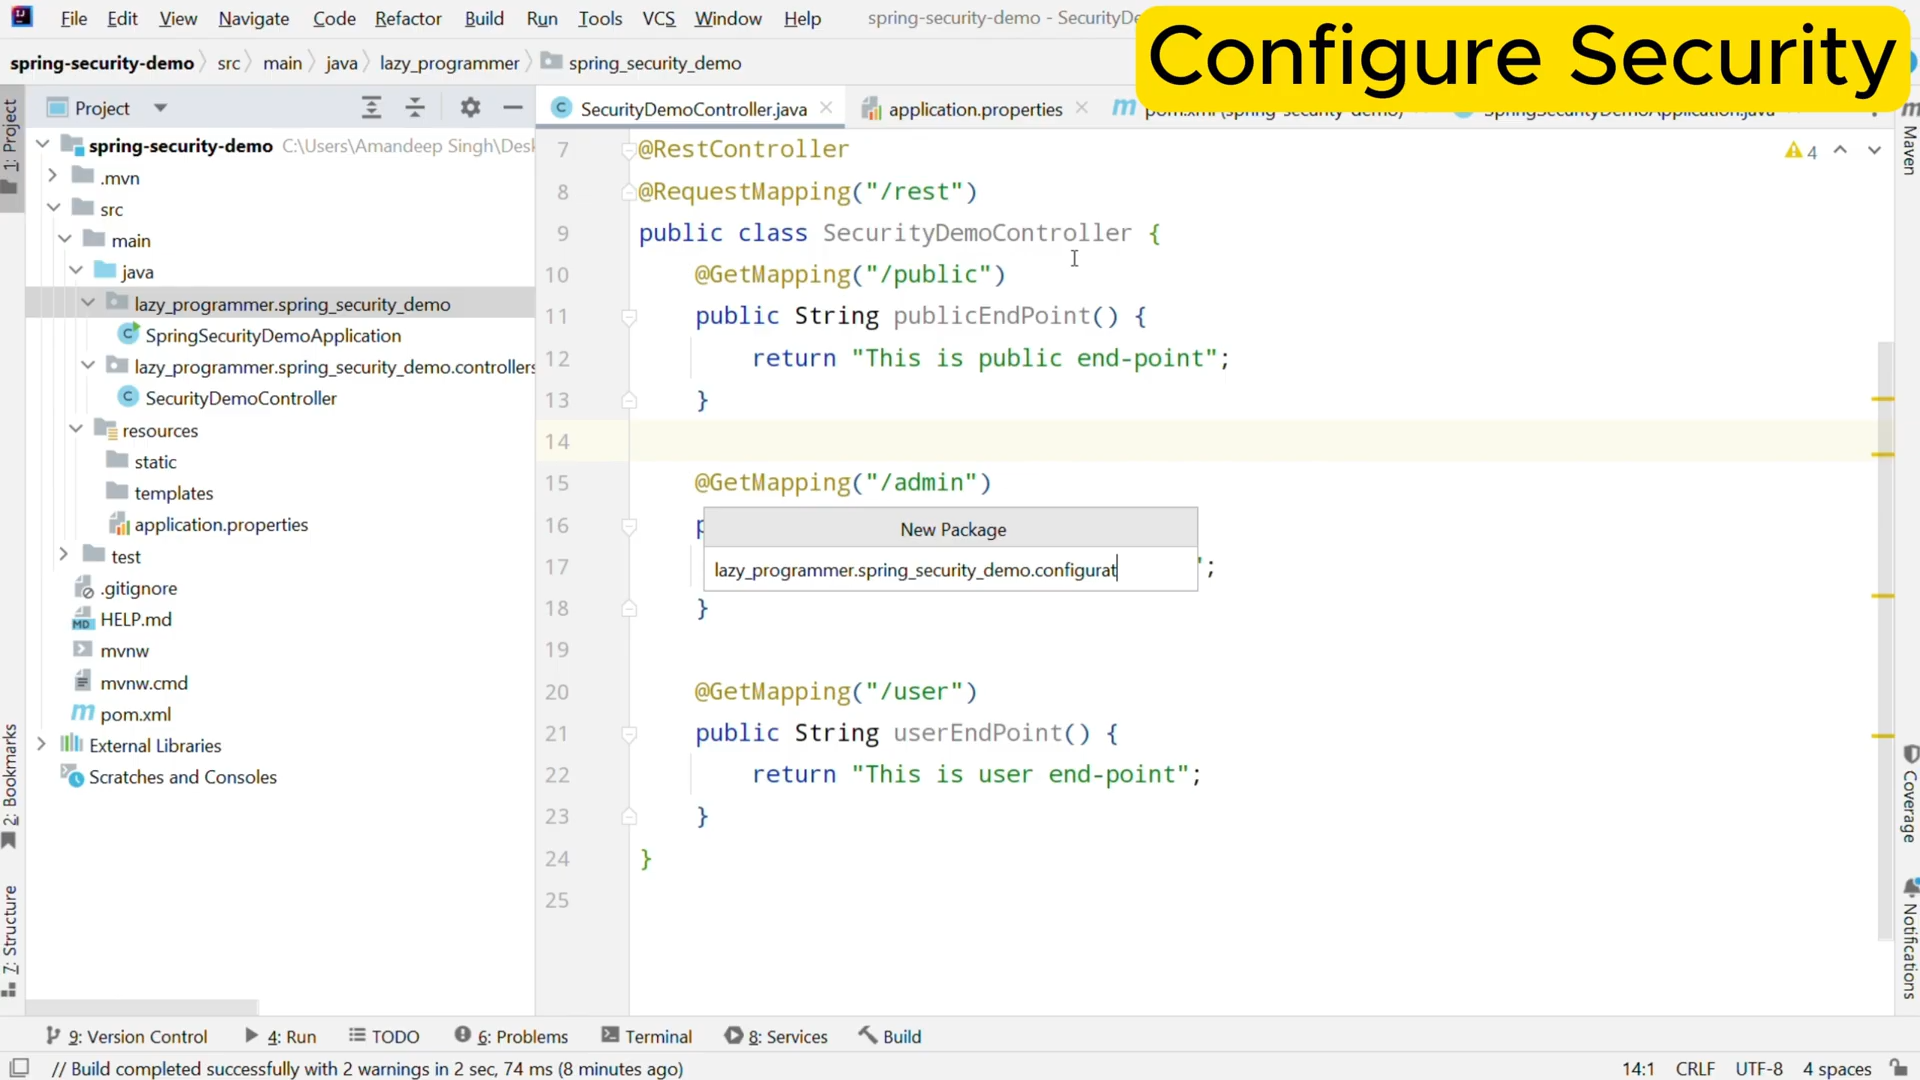 File Edit View Navigate Code Refactor Build Run Tools VCS Window Help spring-security-demo - SecurityDe
Configure Security
spring-security-demo src main java lazy_programmer spring_security_demo
Project
SecurityDemoController.java application.properties pom.xml (spring-security-demo) SpringSecurityDemoApplication.java
1: Project
Maven
spring-security-demo C:\Users\Amandeep Singh\Desk
.mvn
src
main
java
lazy_programmer.spring_security_demo
SpringSecurityDemoApplication
lazy_programmer.spring_security_demo.controllers
SecurityDemoController
resources
static
templates
application.properties
test
.gitignore
HELP.md
mvnw
mvnw.cmd
pom.xml
External Libraries
Scratches and Consoles
2: Bookmarks
7: Structure
4
7 @RestController
8 @RequestMapping("/rest")
9 public class SecurityDemoController {
10 @GetMapping("/public")
11 public String publicEndPoint() {
12 return "This is public end-point";
13 }
14
15 @GetMapping("/admin")
16 p
New Package
17 ";
lazy_programmer.spring_security_demo.configurat
18 }
19
20 @GetMapping("/user")
21 public String userEndPoint() {
22 return "This is user end-point";
23 }
24 }
25
Coverage
Notifications
9: Version Control 4: Run TODO 6: Problems Terminal 8: Services Build
// Build completed successfully with 2 warnings in 2 sec, 74 ms (8 minutes ago) 14:1 CRLF UTF-8 4 spaces